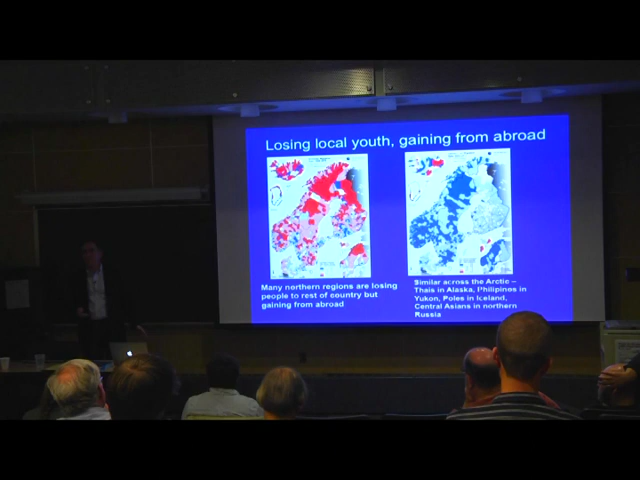 Losing local youth, gaining from abroad
Many northern regions are losing
people to rest of country but
gaining from abroad
Similar across the Arctic –
Thais in Alaska, Philipinos in
Yukon, Poles in Iceland,
Central Asians in northern
Russia